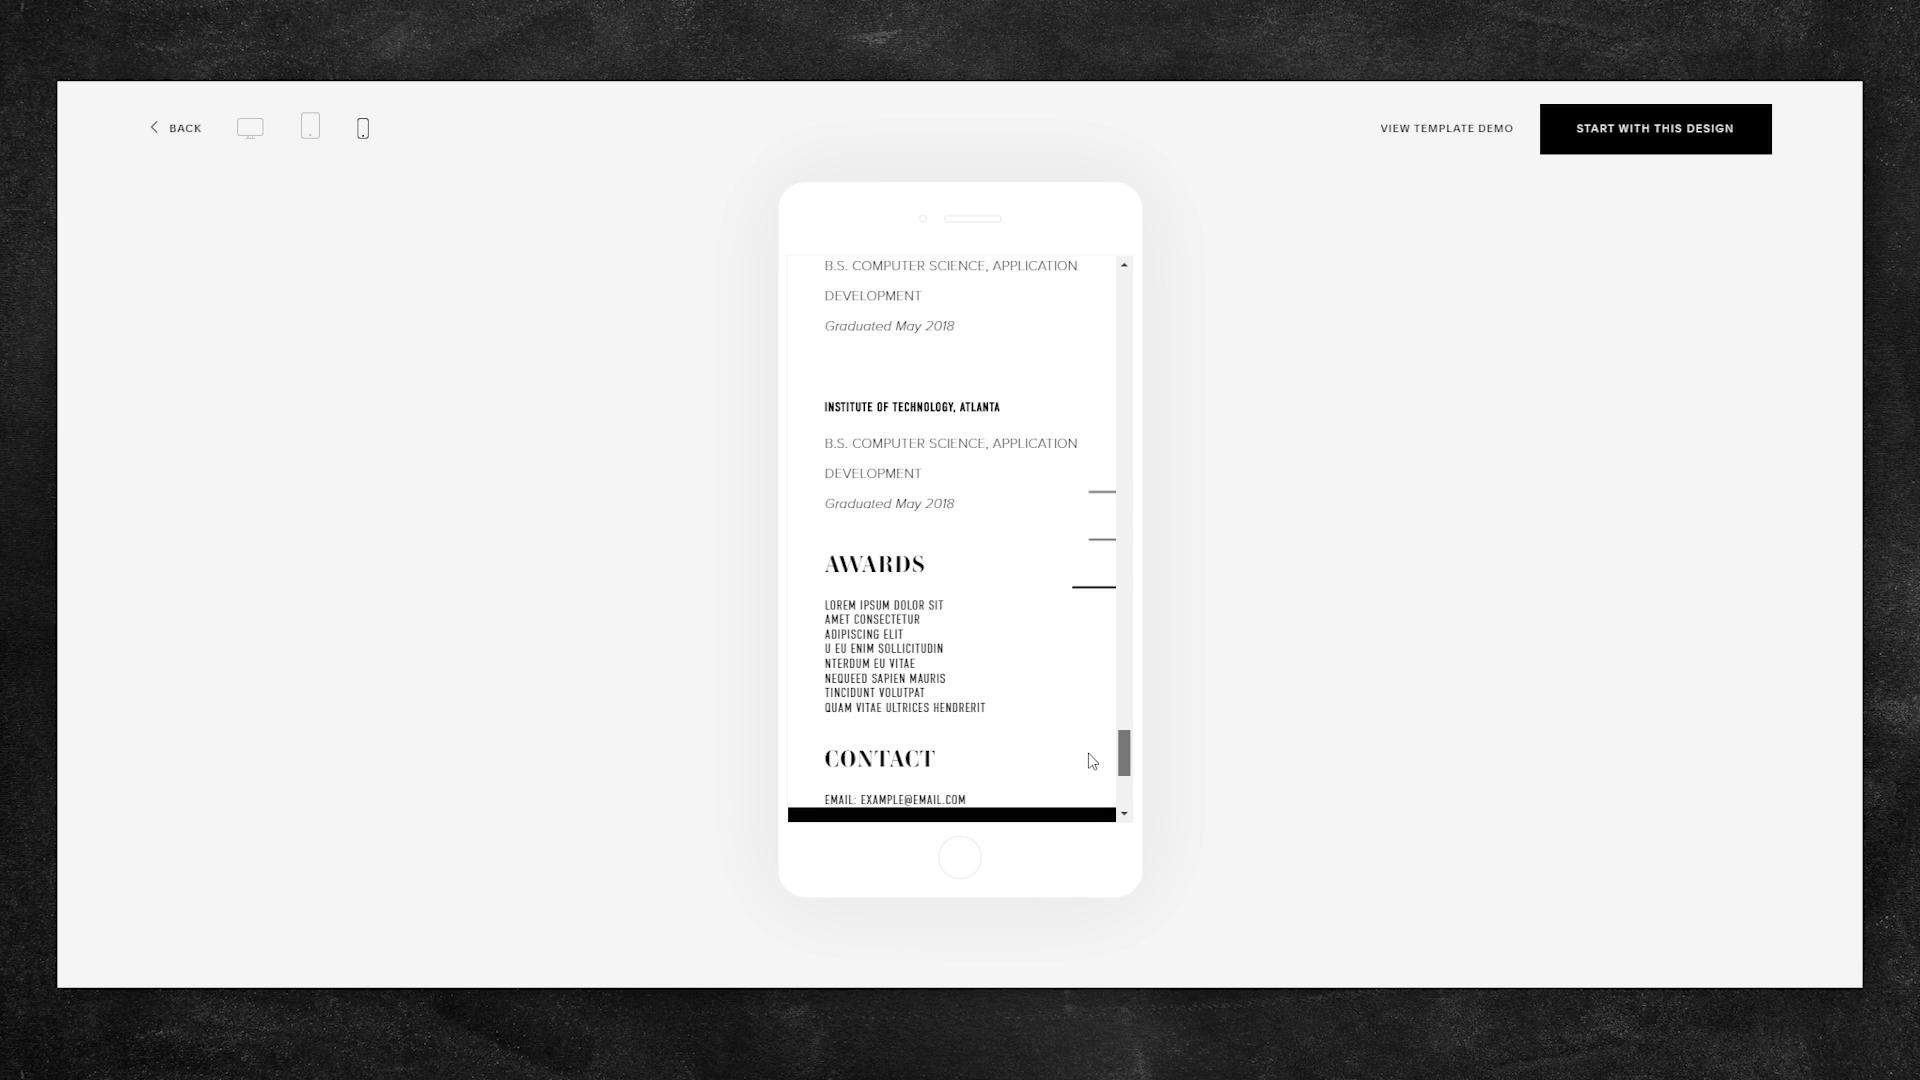 BACK
VIEW TEMPLATE DEMO
START WITH THIS DESIGN
B.S. COMPUTER SCIENCE, APPLICATION
DEVELOPMENT
Graduated May 2018
INSTITUTE OF TECHNOLOGY, ATLANTA
B.S. COMPUTER SCIENCE, APPLICATION
DEVELOPMENT
Graduated May 2018
AWARDS
LOREM IPSUM DOLOR SIT
AMET CONSECTETUR
ADIPISCING ELIT
U EU ENIM SOLLICITUDIN
NTERDUM EU VITAE
NEQUEED SAPIEN MAURIS
TINCIDUNT VOLUTPAT
QUAM VITAE ULTRICES HENDRERIT
CONTACT
EMAIL: EXAMPLE@EMAIL.COM